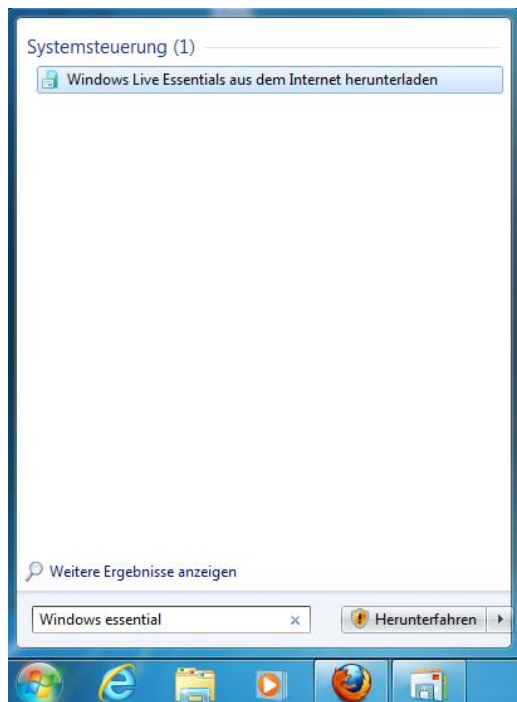 Systemsteuerung (1)
Windows Live Essentials aus dem Internet herunterladen
Weitere Ergebnisse anzeigen
Windows essential
Herunterfahren